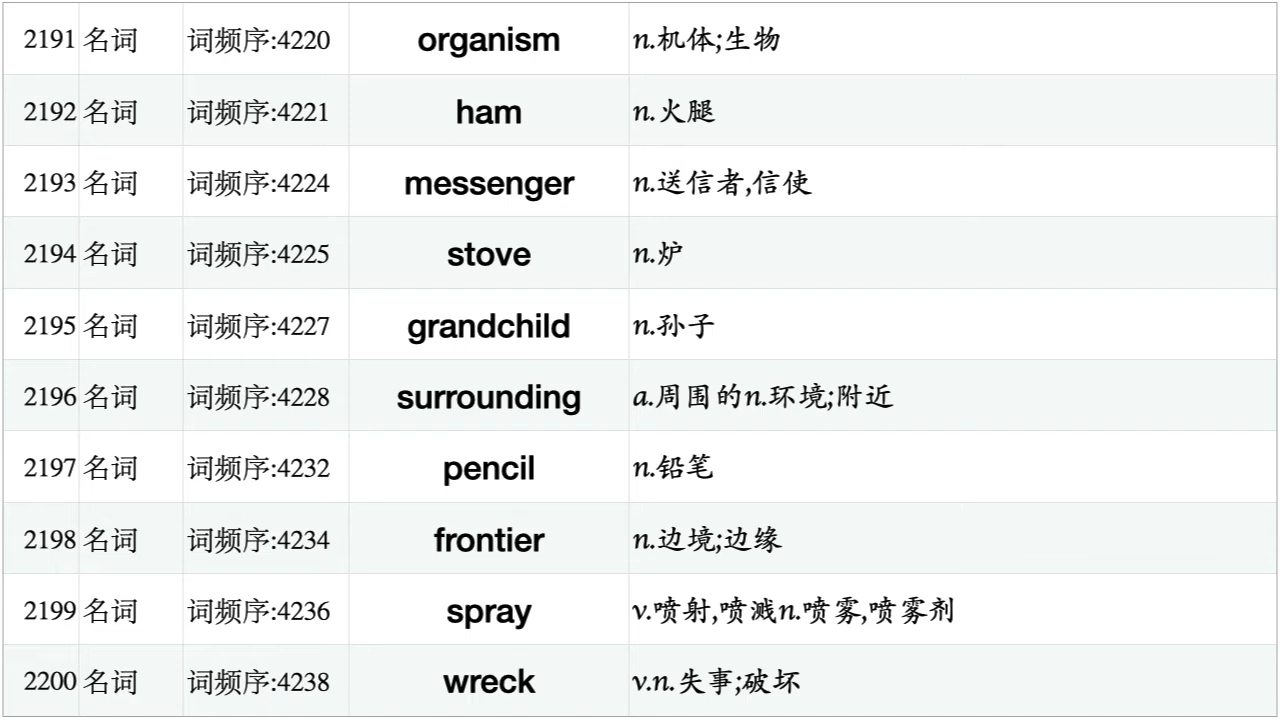 2191 名词 词频序:4220 organism n.机体;生物
2192 名词 词频序:4221 ham n.火腿
2193 名词 词频序:4224 messenger n.送信者,信使
2194 名词 词频序:4225 stove n.炉
2195 名词 词频序:4227 grandchild n.孙子
2196 名词 词频序:4228 surrounding a.周围的n.环境;附近
2197 名词 词频序:4232 pencil n.铅笔
2198 名词 词频序:4234 frontier n.边境;边缘
2199 名词 词频序:4236 spray v.喷射,喷溅n.喷雾,喷雾剂
2200 名词 词频序:4238 wreck v.n.失事;破坏